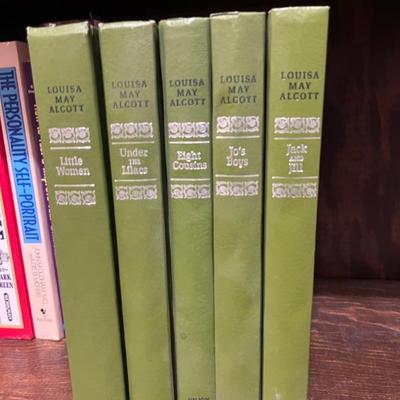 THE PERSONALITY SELF-PORTRAIT
LOUISA
MAY
ALCOTT
Little
Women
LOUISA
MAY
ALCOTT
Under
THE
Lilacs
LOUISA
MAY
ALCOTT
Eight
Cousins
LOUISA
MAY
ALCOTT
Jo's
Boys
LOUISA
MAY
ALCOTT
Jack
AND
Jill